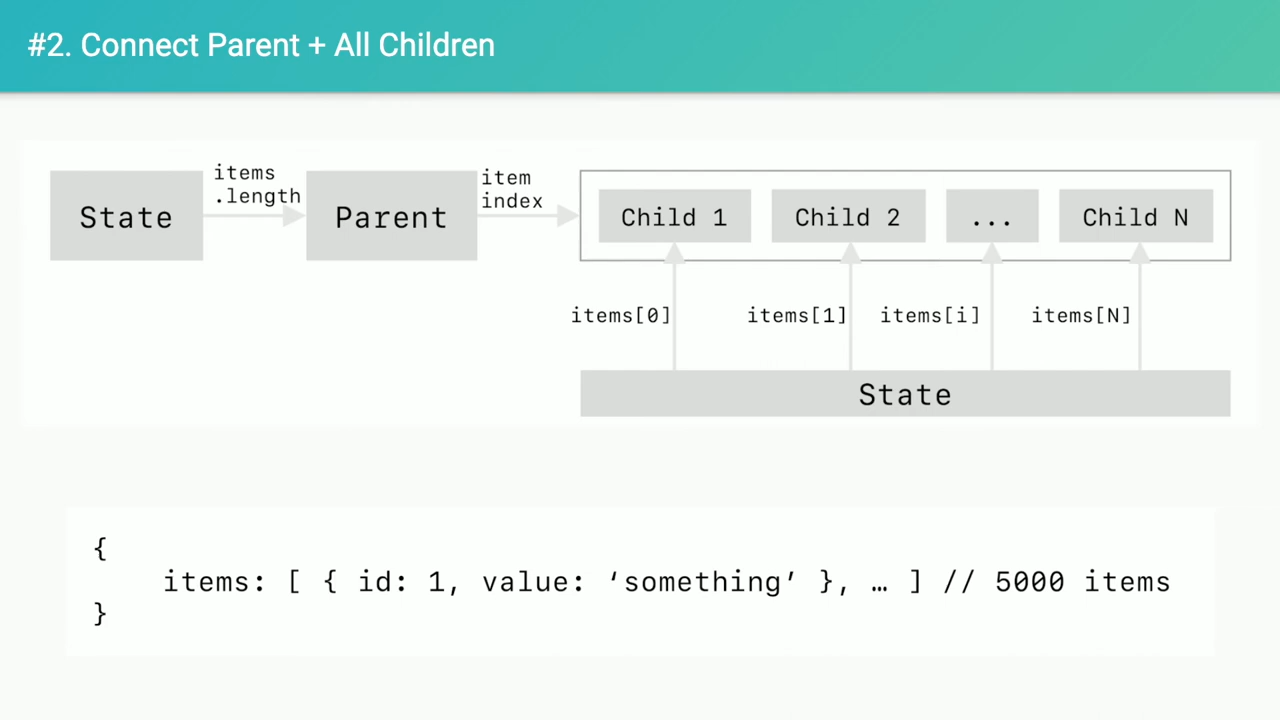 #2. Connect Parent + All Children
State
items
.length
Parent
item
index
Child 1
Child 2
...
Child N
items[0]
items[1]
items[i]
items[N]
State
{
items: [ { id: 1, value: ‘something’ }, … ] // 5000 items
}